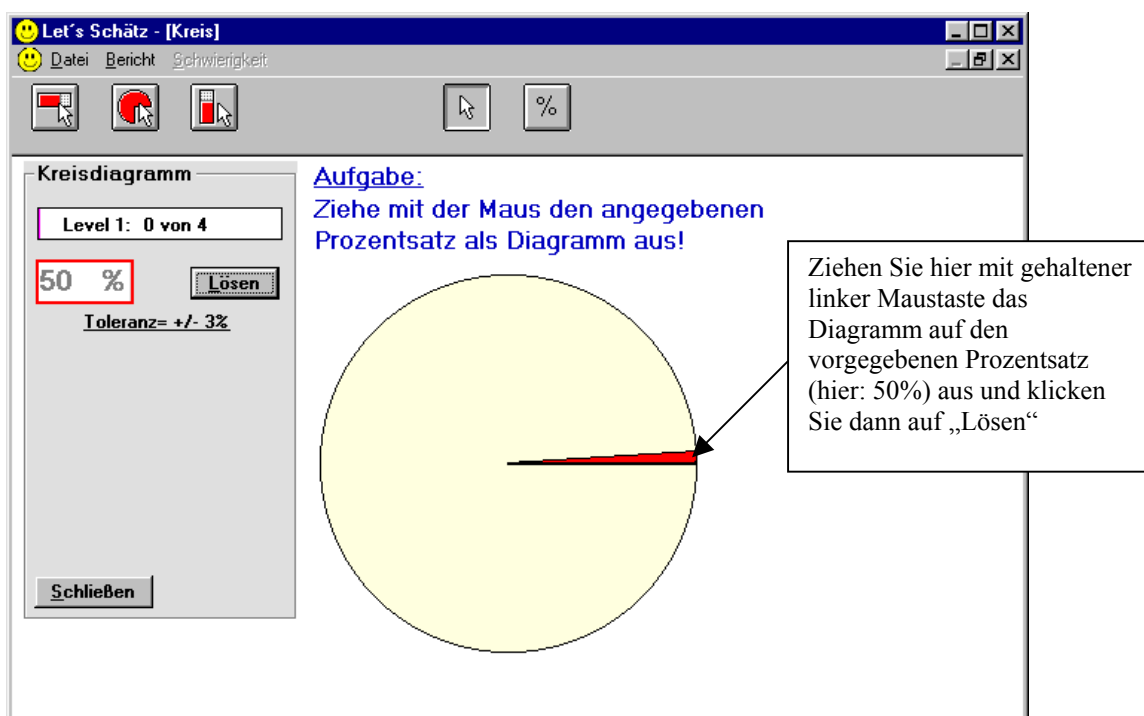 Let´s Schätz - [Kreis]
Datei Bericht Schwierigkeit
%
Kreisdiagramm
Level 1: 0 von 4
50 %
Lösen
Toleranz= +/- 3%
Schließen
Aufgabe:
Ziehe mit der Maus den angegebenen
Prozentsatz als Diagramm aus!
Ziehen Sie hier mit gehaltener
linker Maustaste das
Diagramm auf den
vorgegebenen Prozentsatz
(hier: 50%) aus und klicken
Sie dann auf „Lösen“